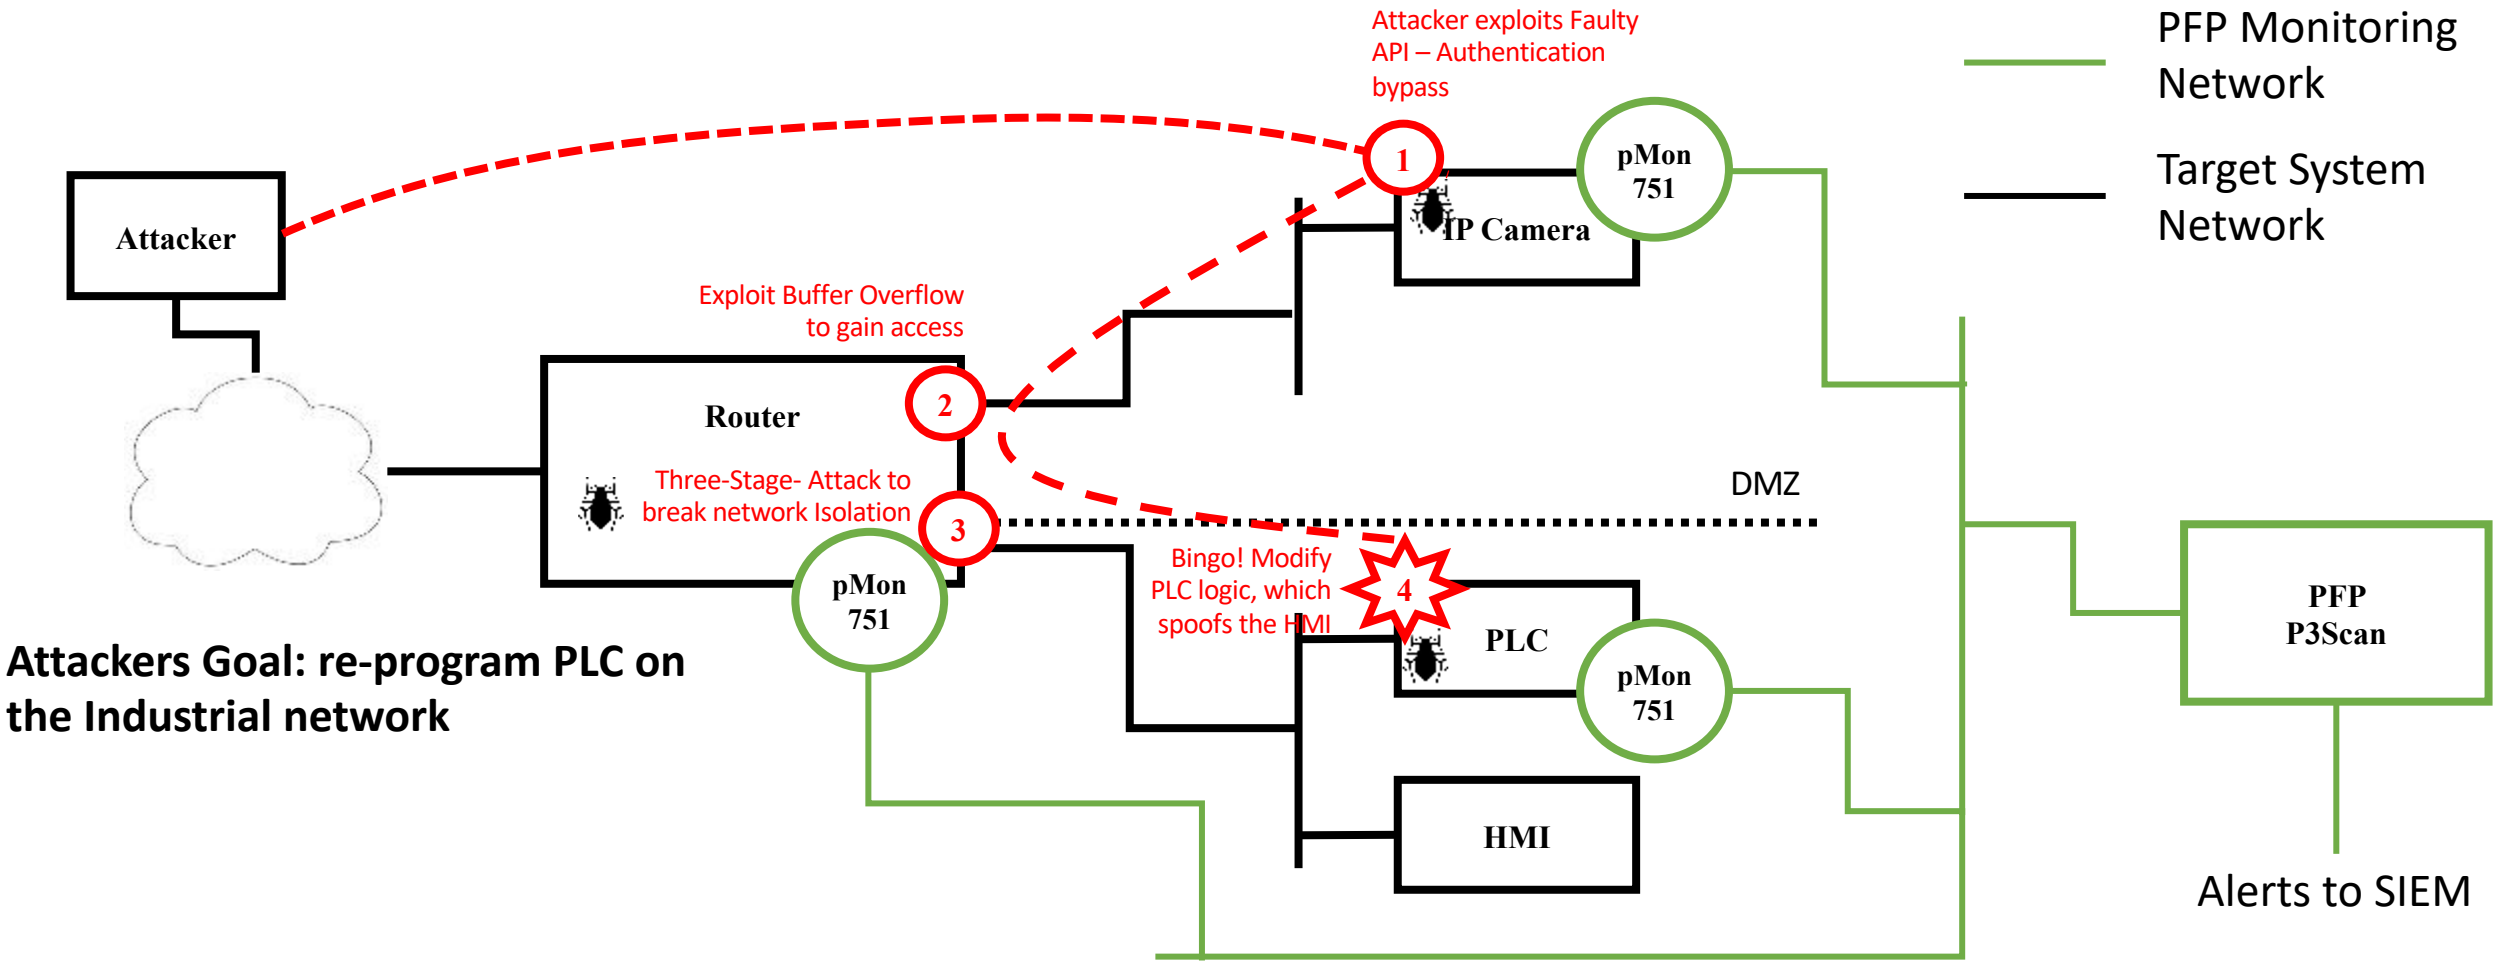 Attacker exploits Faulty
API – Authentication
bypass
PFP Monitoring
Network
Target System
Network
1
pMon
751
IP Camera
Attacker
Exploit Buffer Overflow
to gain access
2
Router
Three-Stage- Attack to
break network Isolation
3
DMZ
pMon
751
Bingo! Modify
PLC logic, which
spoofs the HMI
4
PLC
pMon
751
PFP
P3Scan
Attackers Goal: re-program PLC on
the Industrial network
HMI
Alerts to SIEM